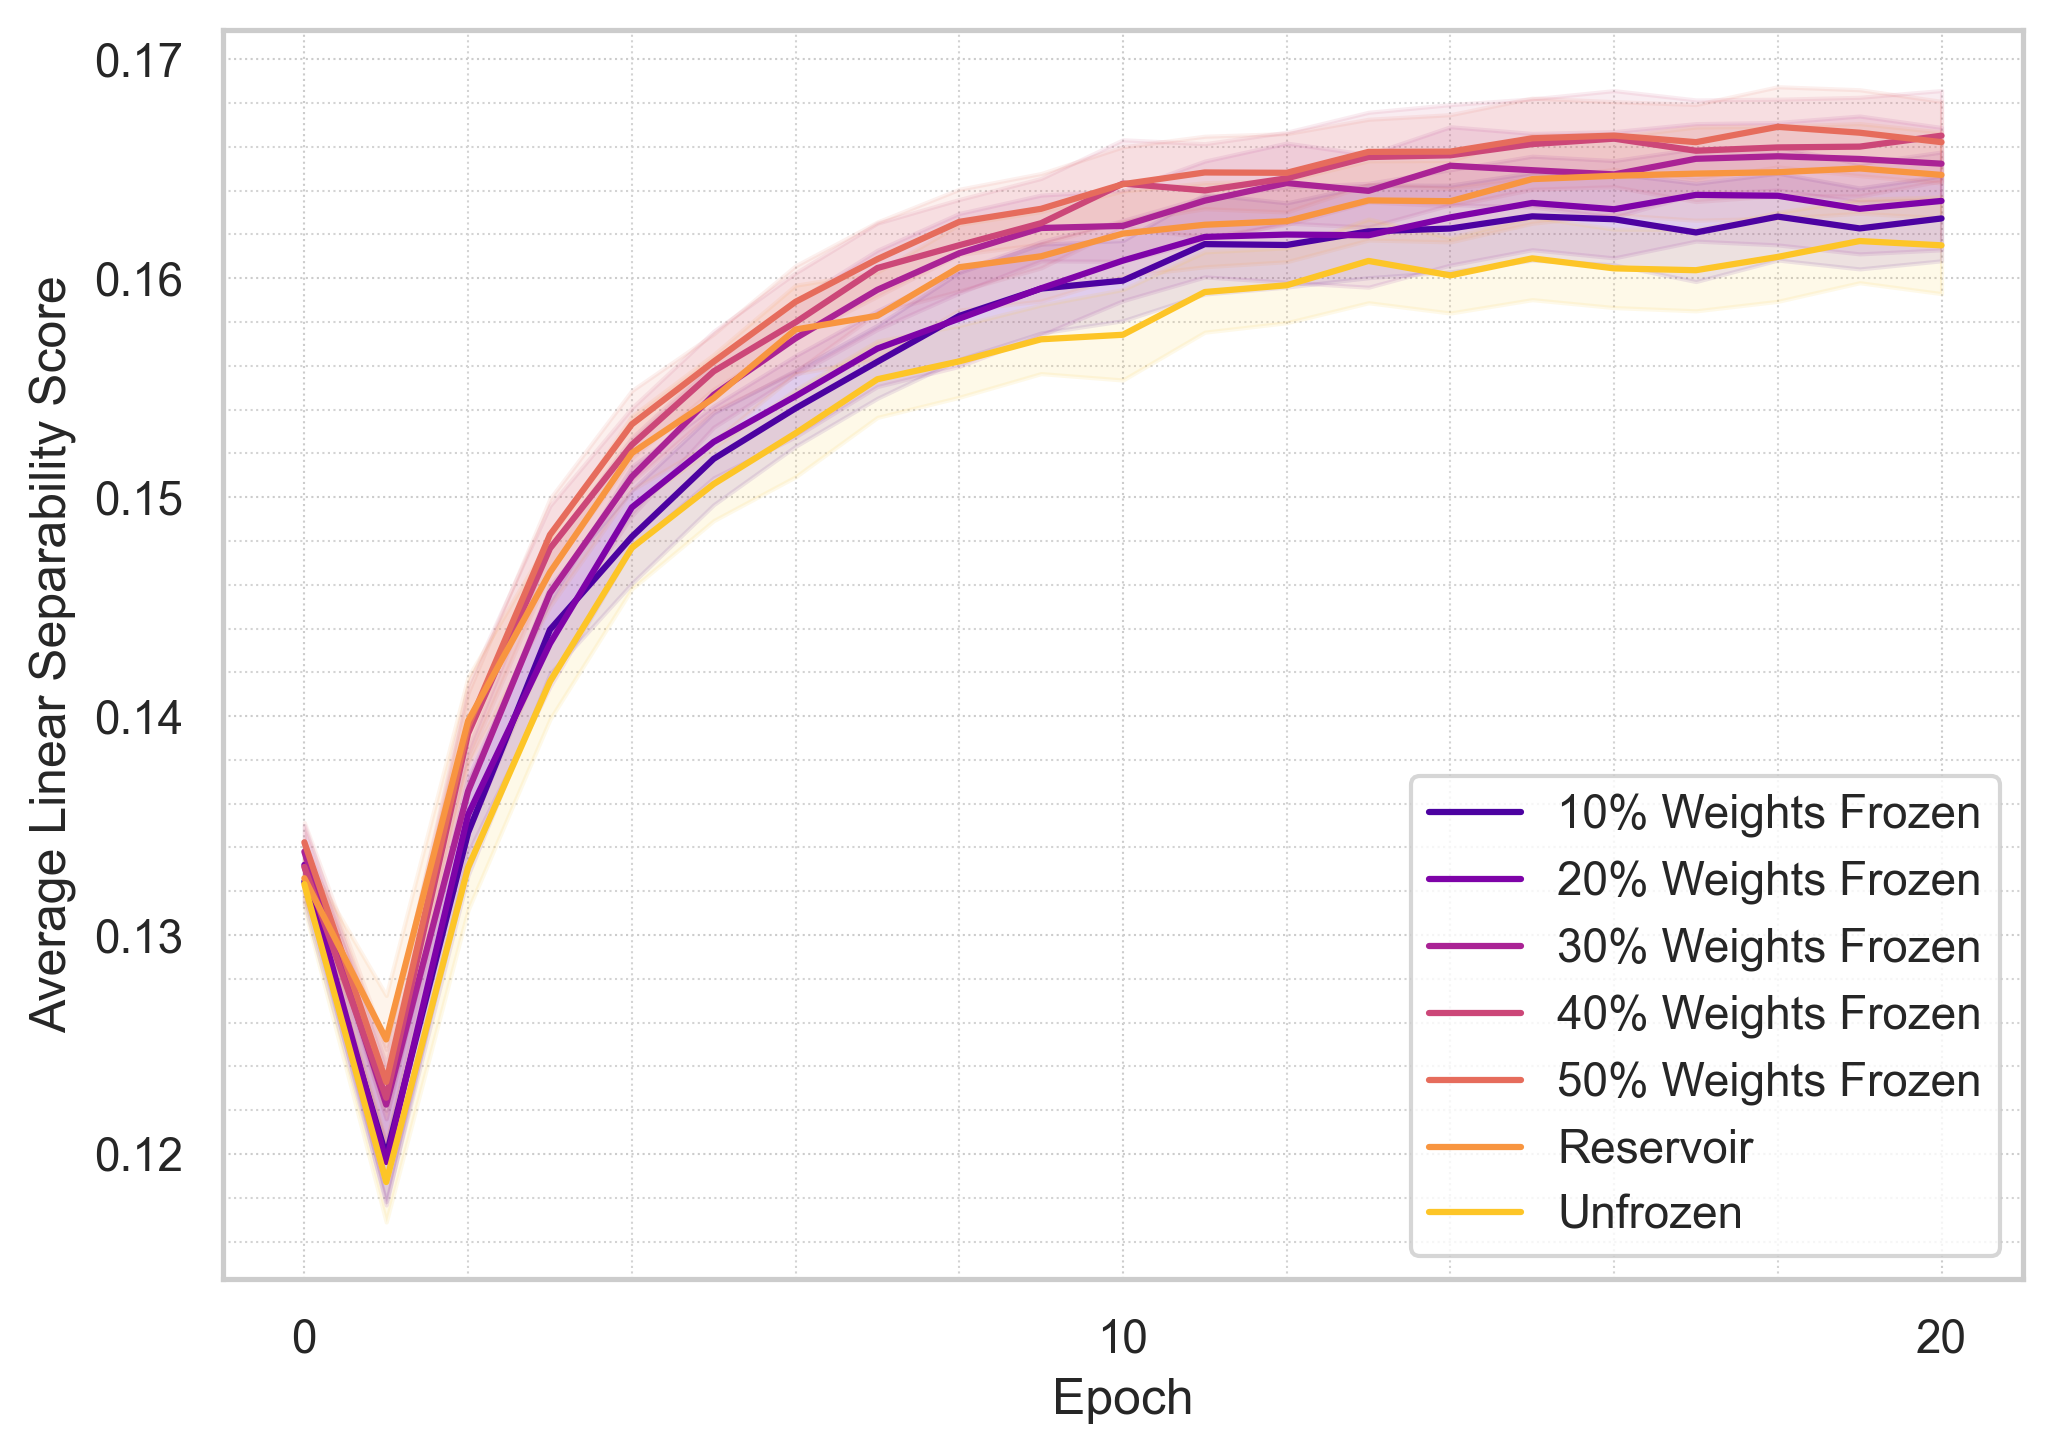 Average Linear Separability Score
0.17
0.16
0.15
0.14
0.13
0.12
10% Weights Frozen
20% Weights Frozen
30% Weights Frozen
40% Weights Frozen
50% Weights Frozen
Reservoir
Unfrozen
0 10 20
Epoch